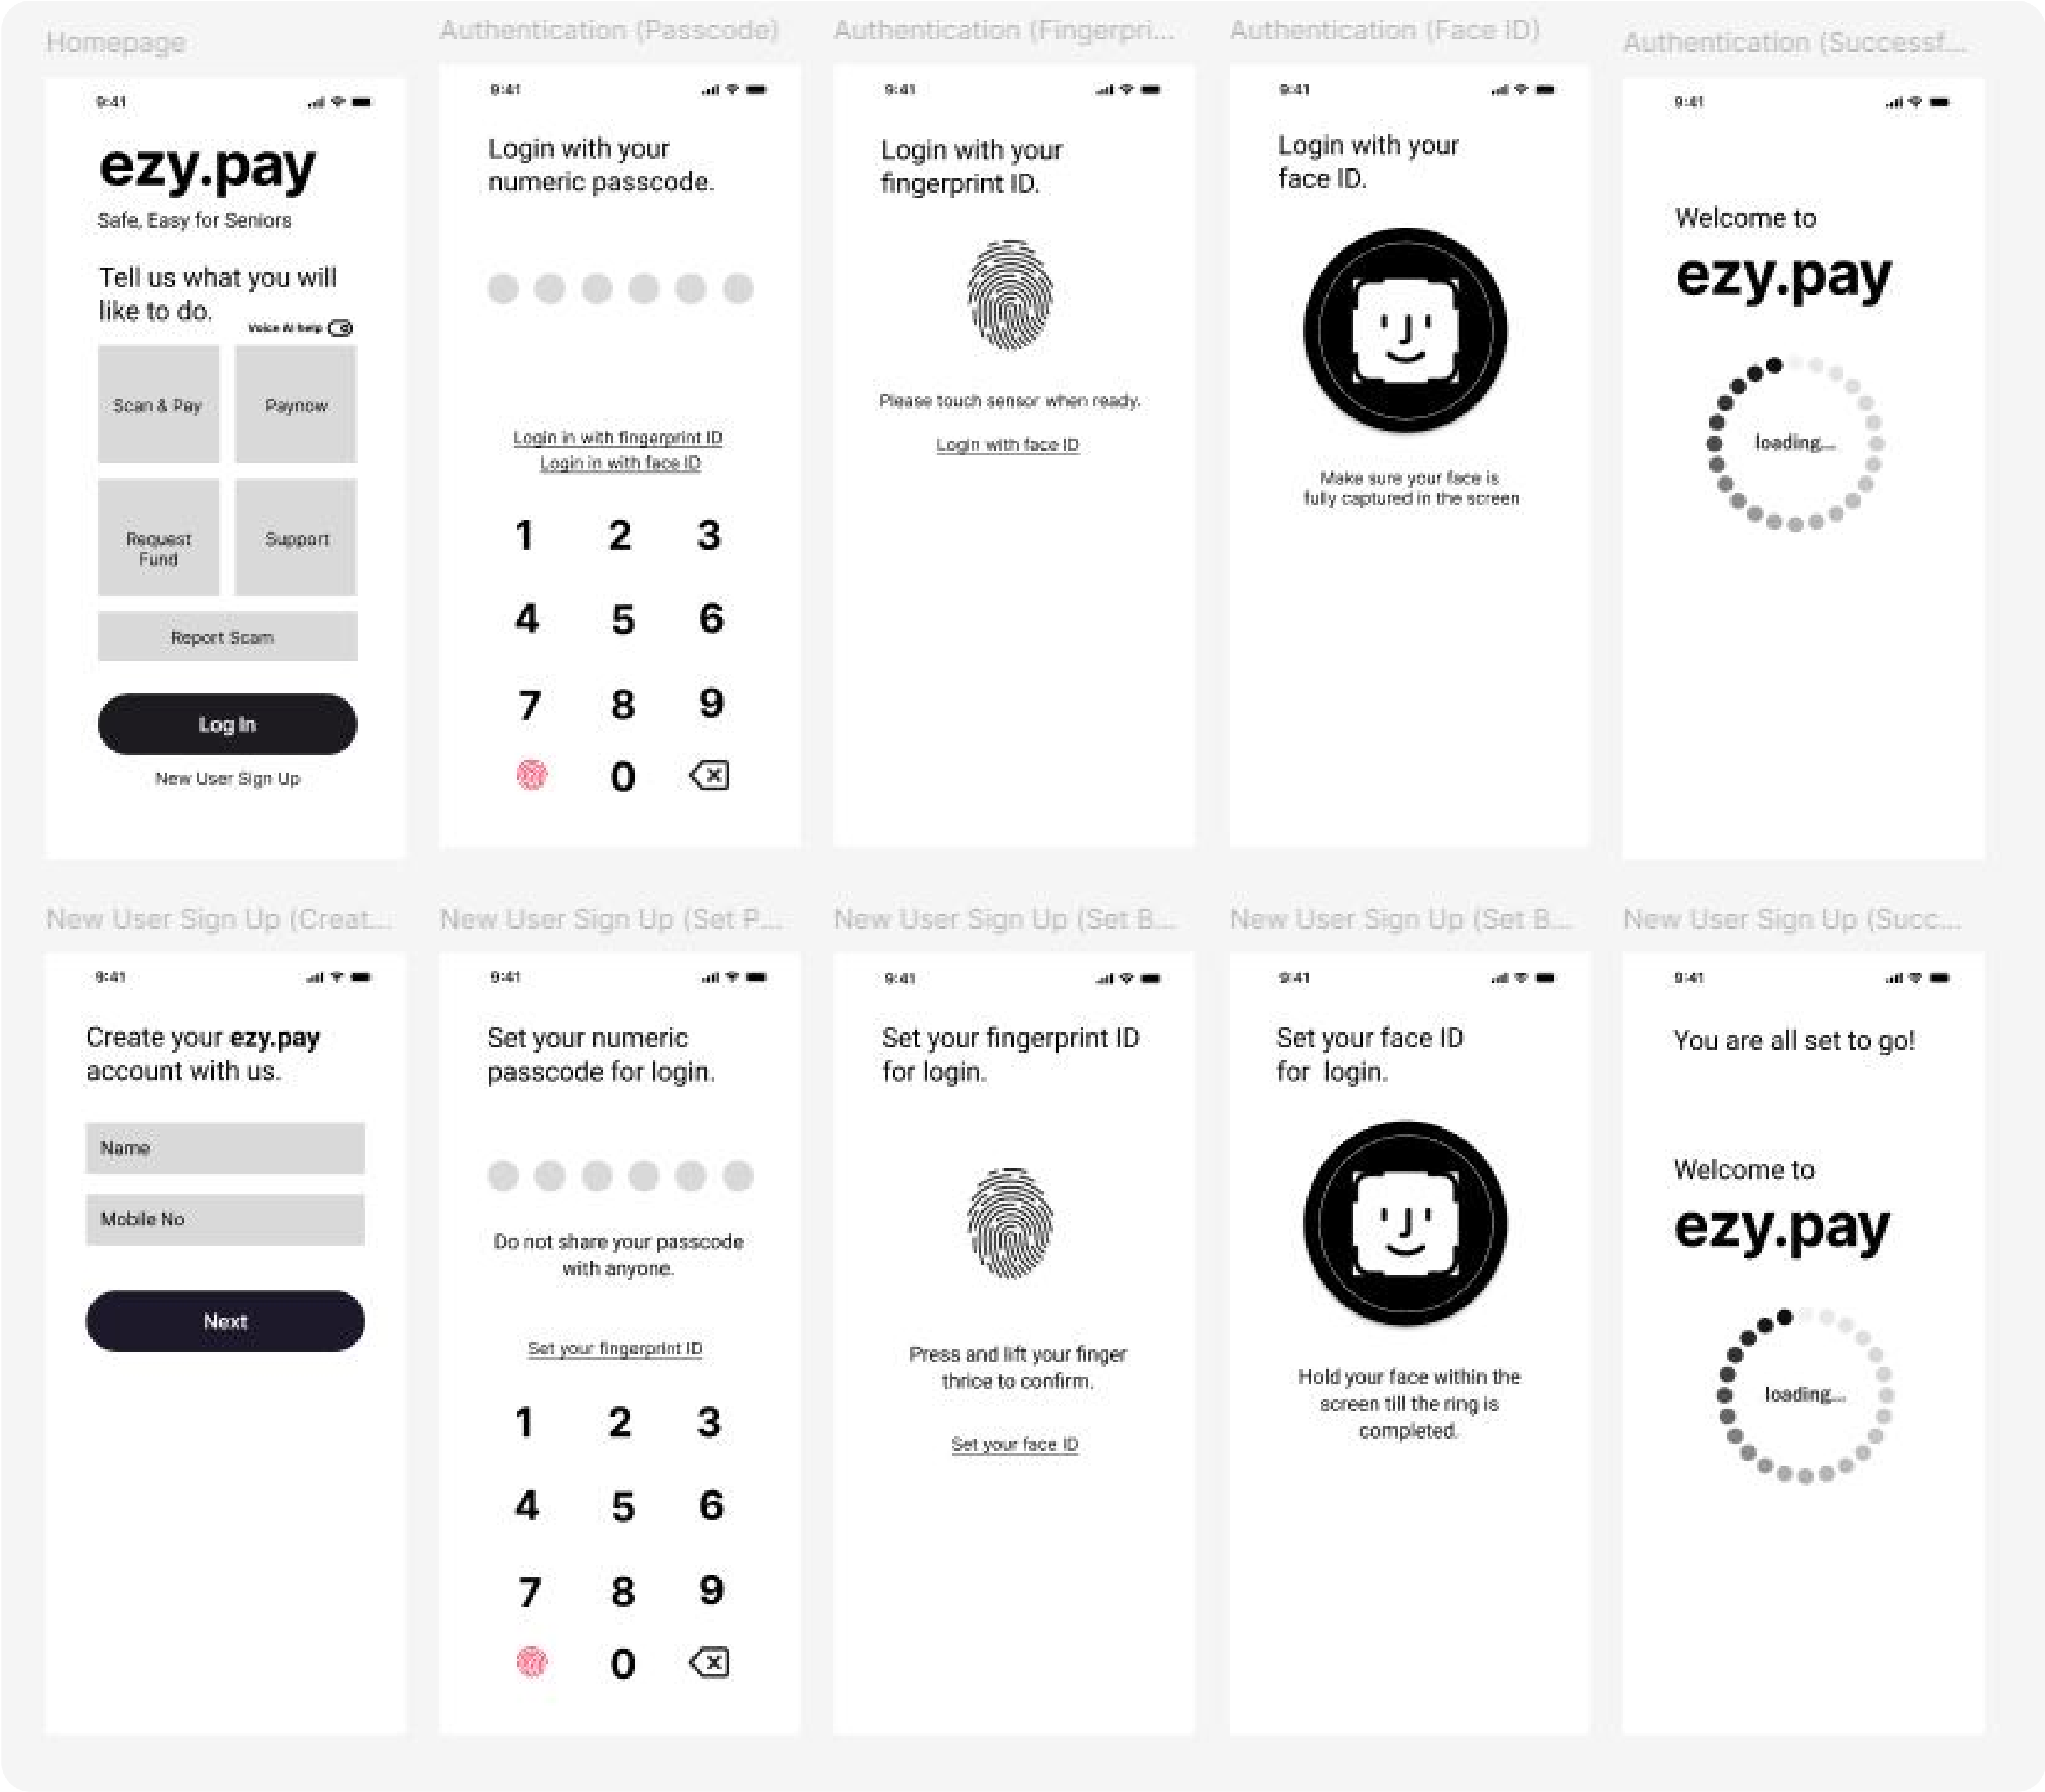 Homepage
9:41
ezy.pay
Safe, Easy for Seniors
Tell us what you will
like to do.
Voice AI help
Scan & Pay
Paynow
Request
Fund
Support
Report Scam
Log In
New User Sign Up
Authentication (Passcode)
9:41
Login with your
numeric passcode.
Login in with fingerprint ID
Login in with face ID
1 2 3
4 5 6
7 8 9
0
Authentication (Fingerpri...
9:41
Login with your
fingerprint ID.
Please touch sensor when ready.
Login with face ID
Authentication (Face ID)
9:41
Login with your
face ID.
Make sure your face is
fully captured in the screen
Authentication (Successf...
9:41
Welcome to
ezy.pay
loading...
New User Sign Up (Creat...
9:41
Create your ezy.pay
account with us.
Name
Mobile No
Next
New User Sign Up (Set P...
9:41
Set your numeric
passcode for login.
Do not share your passcode
with anyone.
Set your fingerprint ID
1 2 3
4 5 6
7 8 9
0
New User Sign Up (Set B...
9:41
Set your fingerprint ID
for login.
Press and lift your finger
thrice to confirm.
Set your face ID
New User Sign Up (Set B...
9:41
Set your face ID
for login.
Hold your face within the
screen till the ring is
completed.
New User Sign Up (Succ...
9:41
You are all set to go!
Welcome to
ezy.pay
loading...